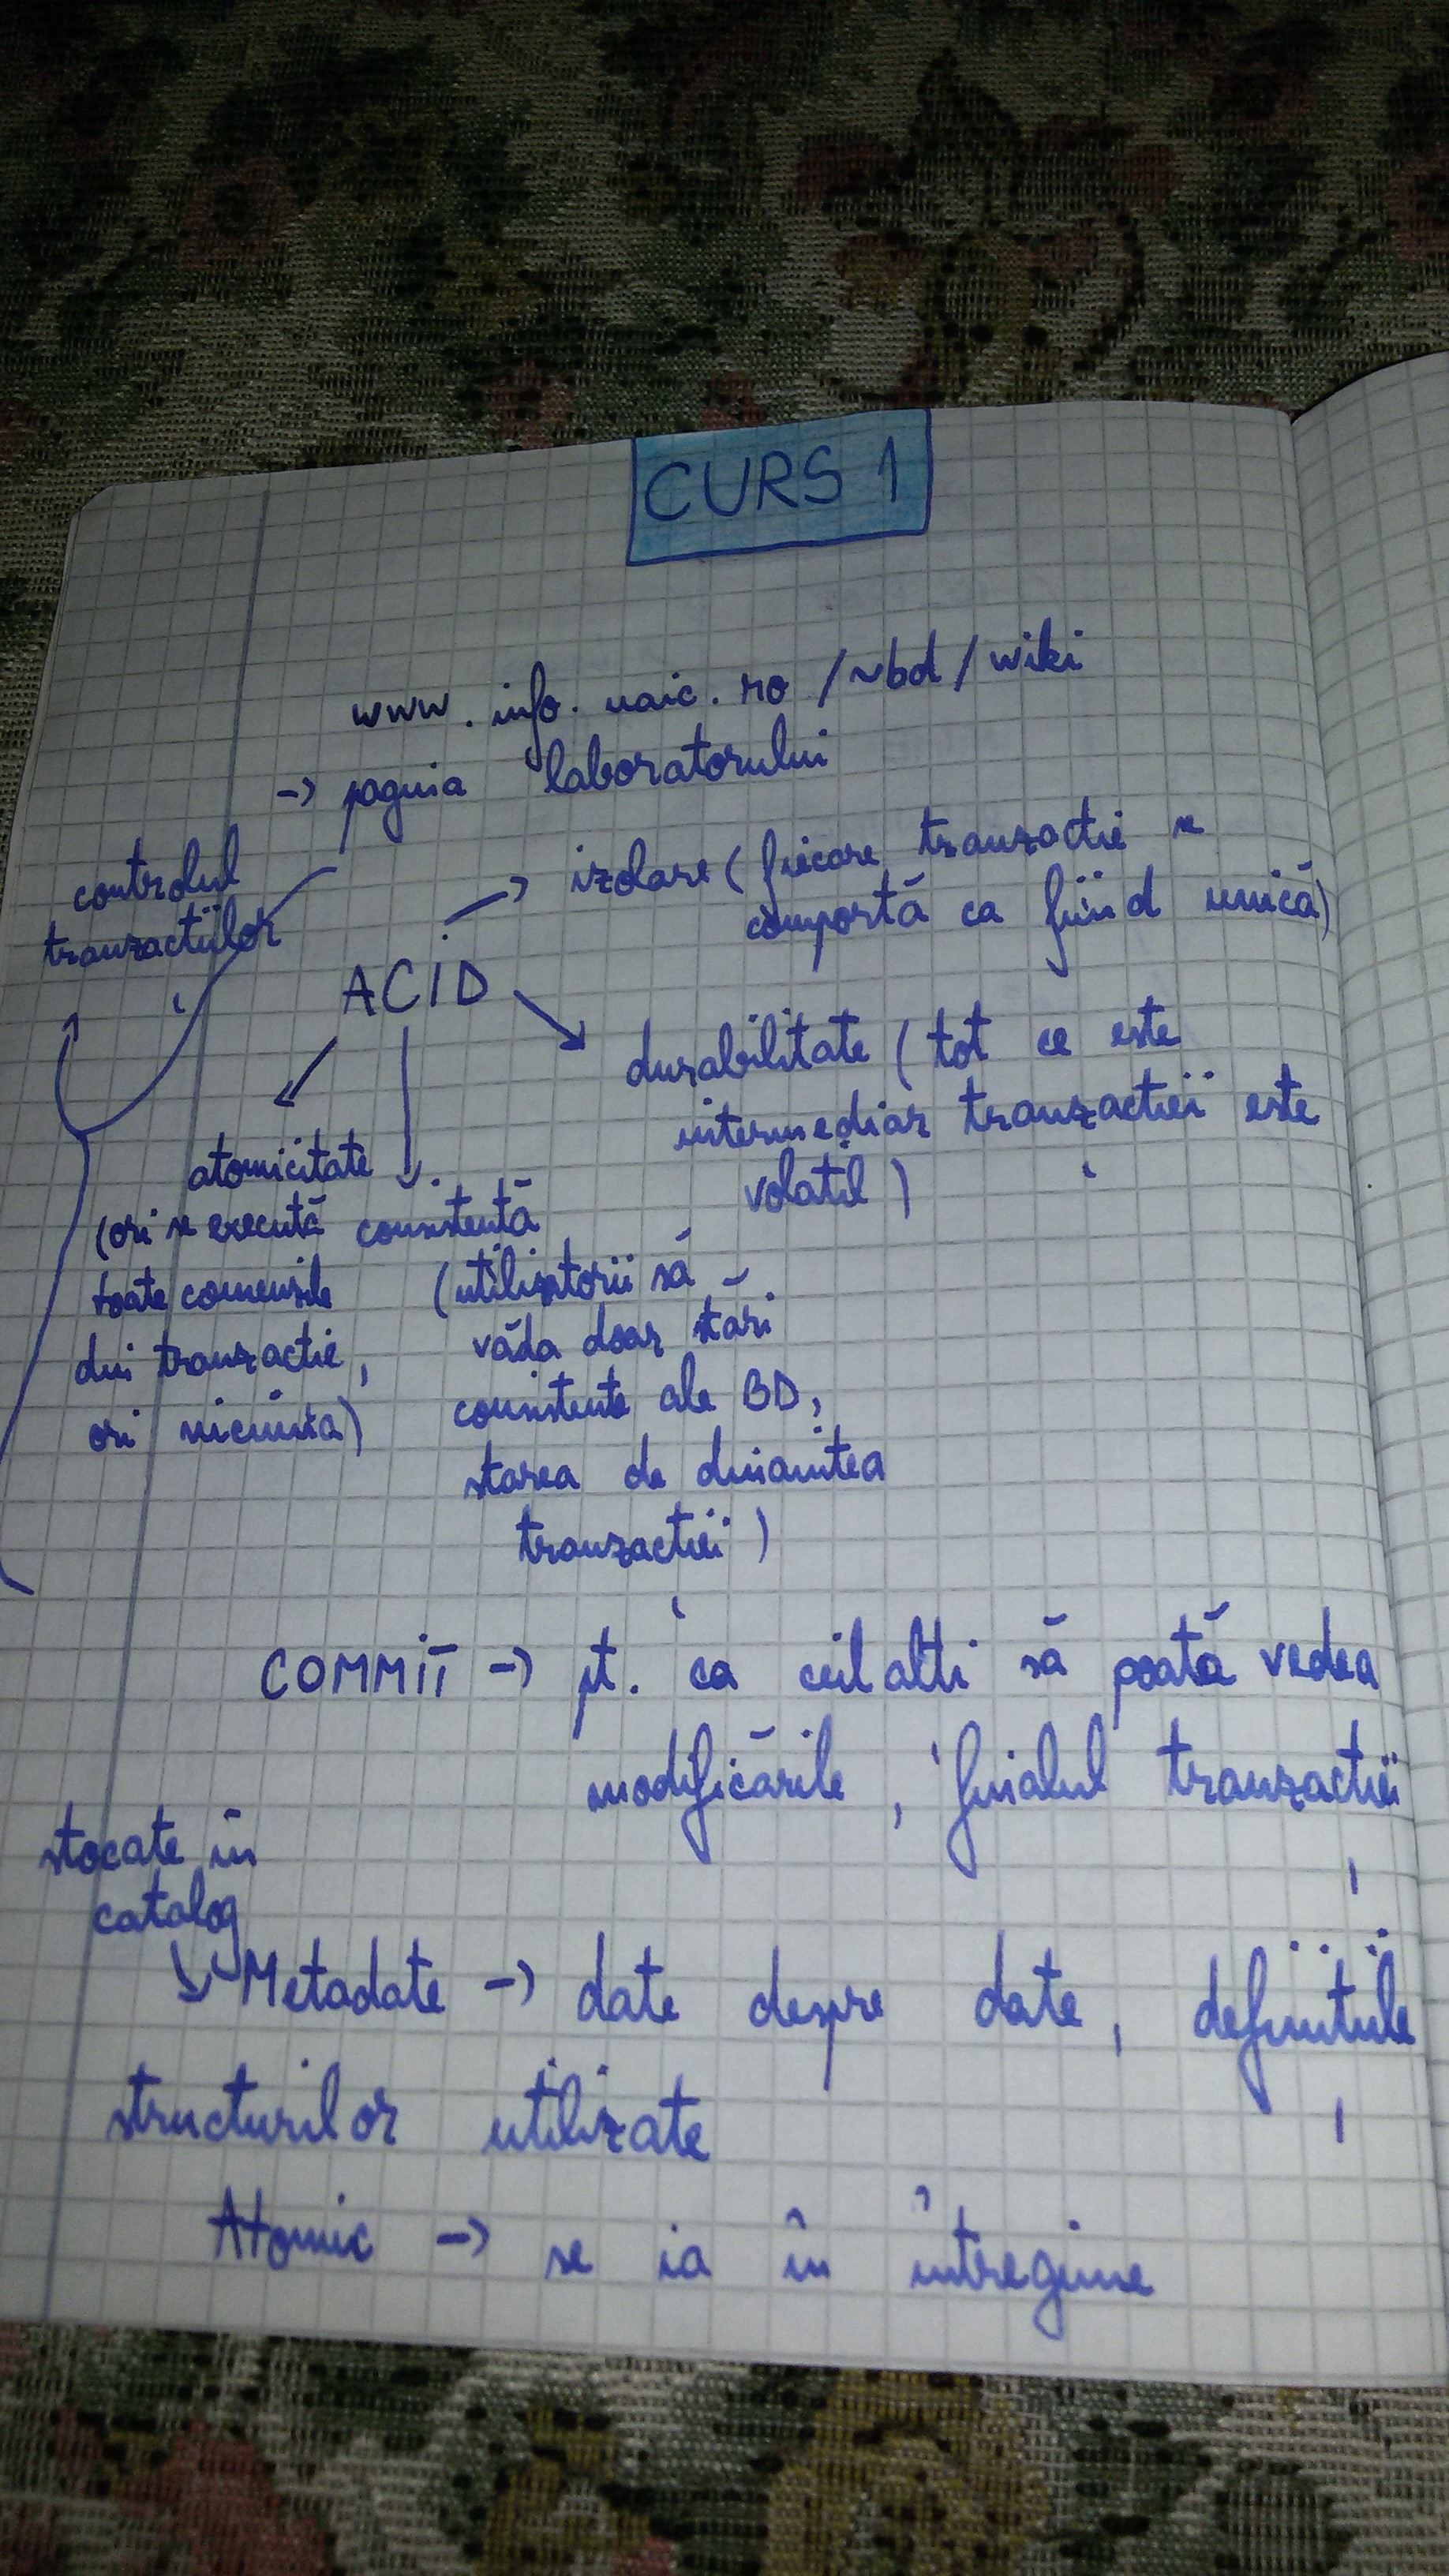 CURS 1
www.info.uaic.ro/~bd/wiki
-> pagina laboratorului
controlul
tranzacțiilor
-> izolare (fiecare tranzacție se
comportă ca fiind unică)
ACID
durabilitate (tot ce este
intermediar tranzacției este
volatil)
atomicitate
(ori se execută
toate comenzile
din tranzacție,
ori niciuna)
consistență
(utilizatorii să
vadă doar stări
consistente ale BD,
starea de dinaintea
tranzacției)
COMMIT -> pt. ca ceilalți să poată vedea
modificările, finalul tranzacției
stocate în
catalog
Metadate -> date despre date, definițiile
structurilor utilizate
Atomic -> se ia în întregime